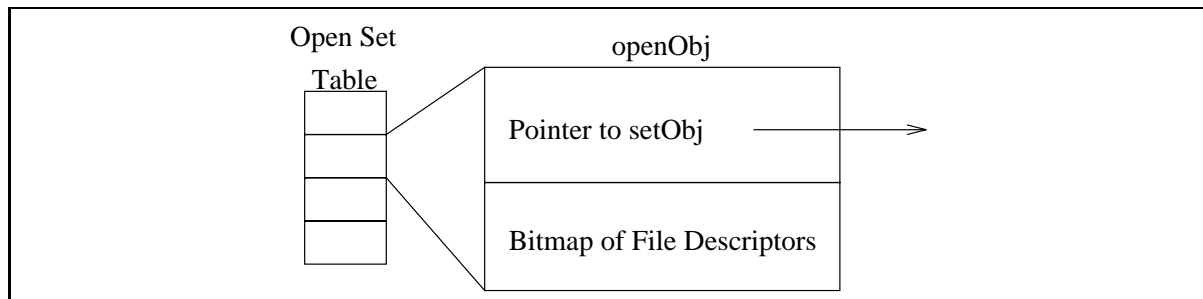 Open Set
Table
openObj
Pointer to setObj
Bitmap of File Descriptors